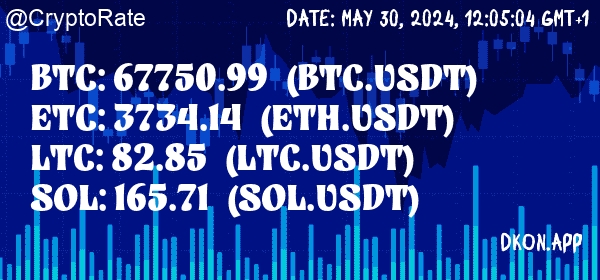 @CryptoRate
DATE: MAY 30, 2024, 12:05:04 GMT+1
BTC: 67750.99 (BTC.USDT)
ETC: 3734.14 (ETH.USDT)
LTC: 82.85 (LTC.USDT)
SOL: 165.71 (SOL.USDT)
DKON.APP